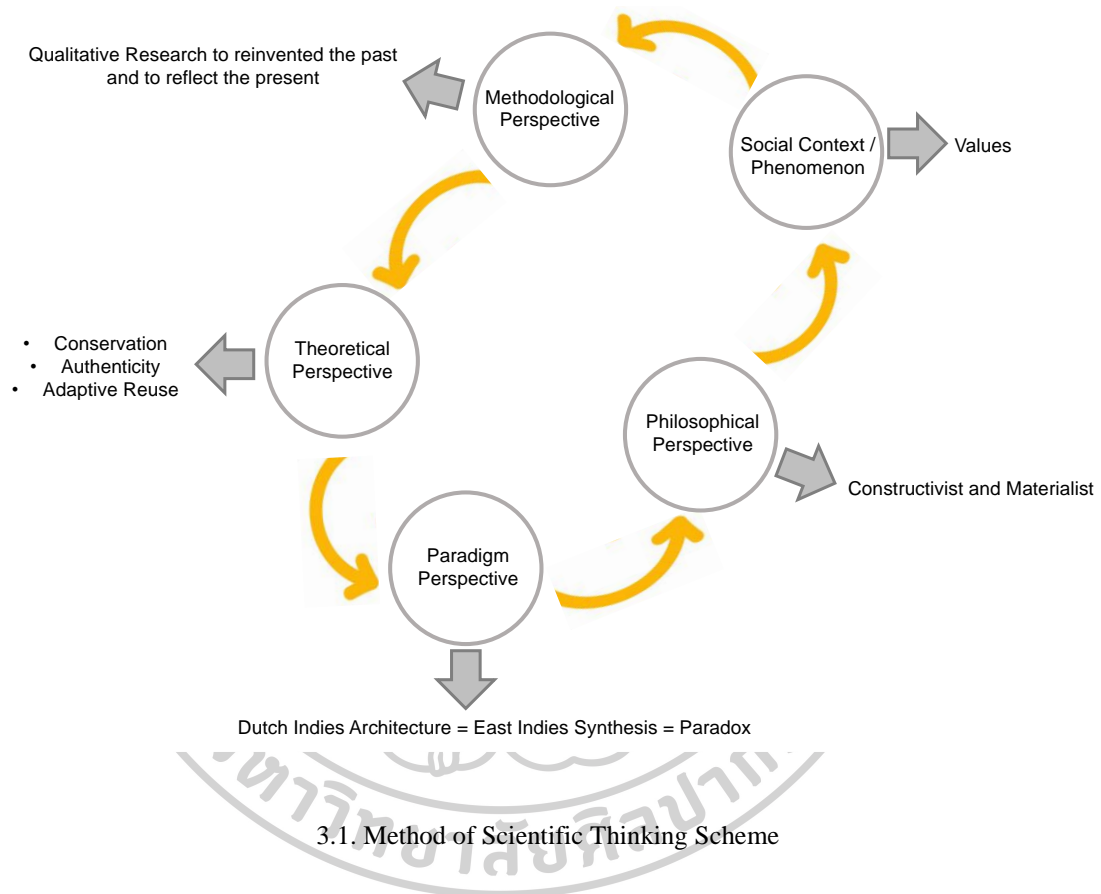 Qualitative Research to reinvented the past
and to reflect the present
Methodological
Perspective
Social Context /
Phenomenon
Values
• Conservation
• Authenticity
• Adaptive Reuse
Theoretical
Perspective
Philosophical
Perspective
Constructivist and Materialist
Paradigm
Perspective
Dutch Indies Architecture = East Indies Synthesis = Paradox
3.1. Method of Scientific Thinking Scheme